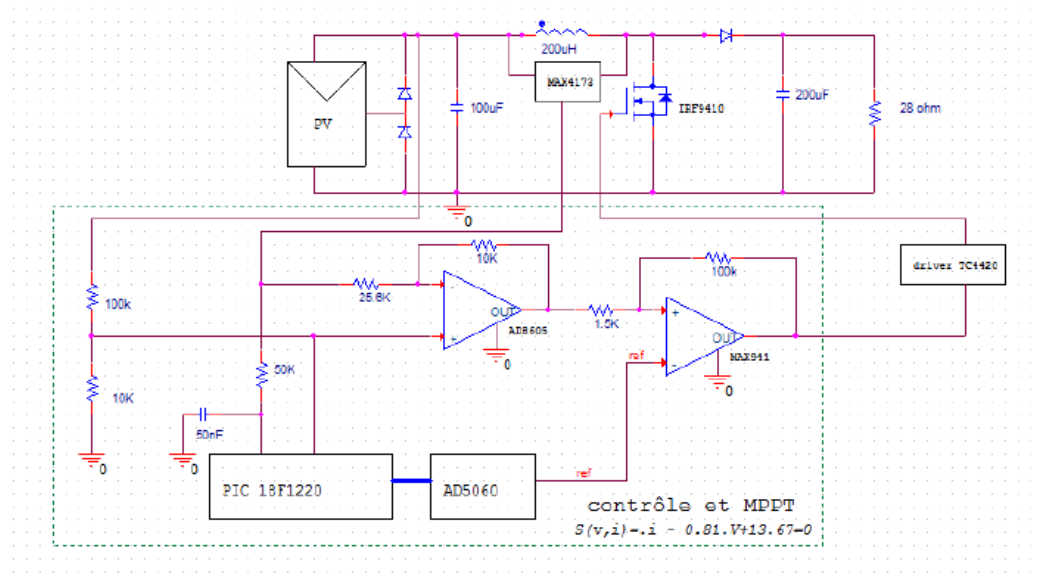 200uH
MAX4173
PV
100uF
IRF9410
200uF
28 ohm
0
driver TC4420
10K
100k
25.6K
100k
OUT
AD8605
0
1.5K
+
-
OUT
MAX941
0
ref
10K
50K
50nF
0
0
PIC 18F1220
AD5060
ref
contrôle et MPPT
S(v,i)=.i - 0.81.V+13.67=0